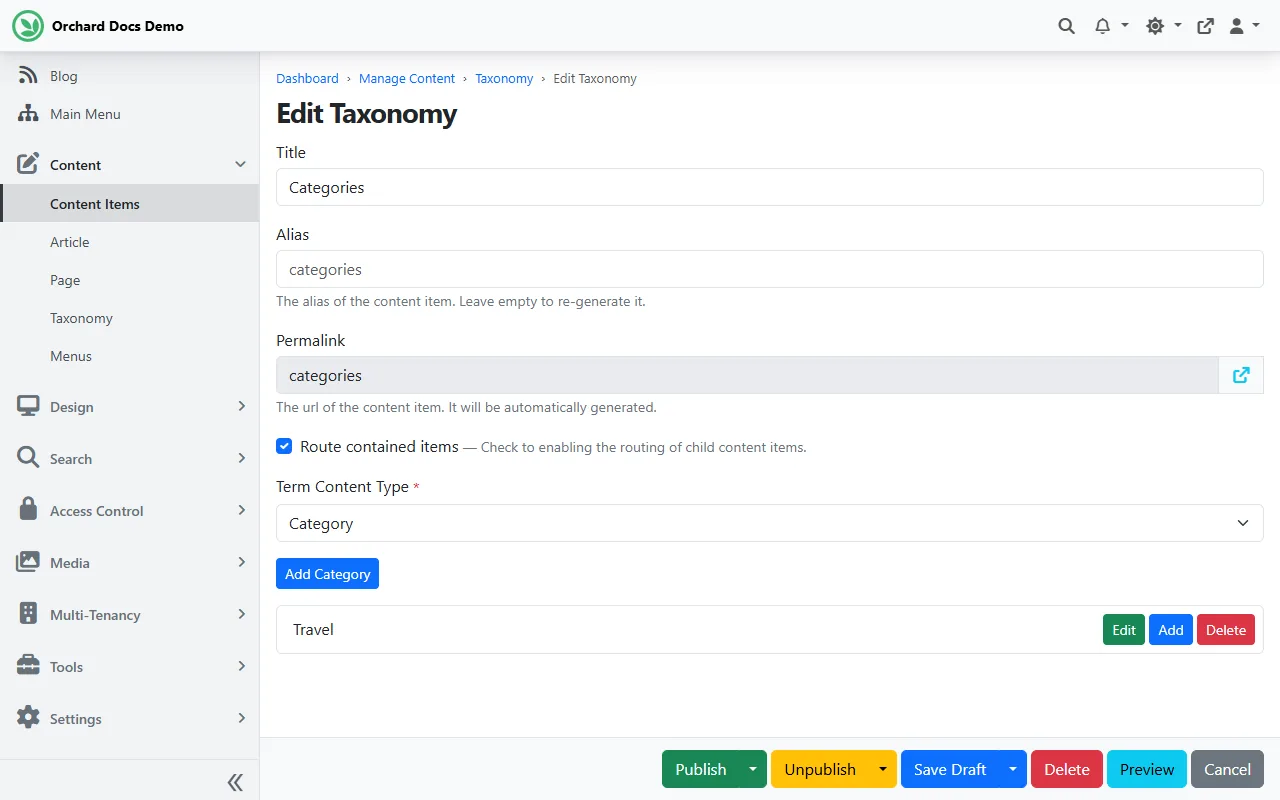 Orchard Docs Demo
Blog
Main Menu
Content
Content Items
Article
Page
Taxonomy
Menus
Design
Search
Access Control
Media
Multi-Tenancy
Tools
Settings
Dashboard › Manage Content › Taxonomy › Edit Taxonomy
Edit Taxonomy
Title
Categories
Alias
categories
The alias of the content item. Leave empty to re-generate it.
Permalink
categories
The url of the content item. It will be automatically generated.
Route contained items — Check to enabling the routing of child content items.
Term Content Type *
Category
Add Category
Travel Edit Add Delete
Publish Unpublish Save Draft Delete Preview Cancel